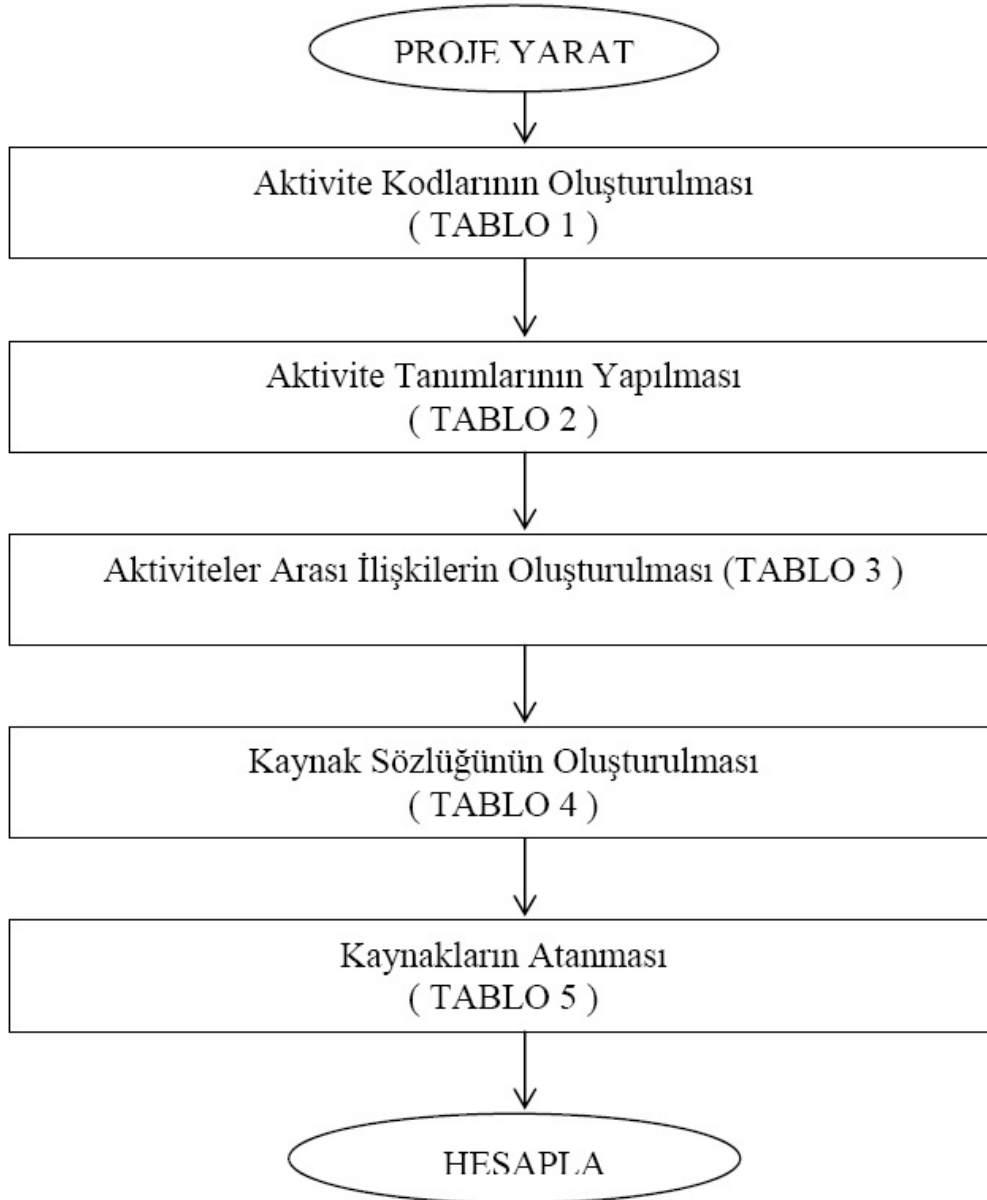 PROJE YARAT
Aktivite Kodlarının Oluşturulması
( TABLO 1 )
Aktivite Tanımlarının Yapılması
( TABLO 2 )
Aktiviteler Arası İlişkilerin Oluşturulması (TABLO 3 )
Kaynak Sözlüğünün Oluşturulması
( TABLO 4 )
Kaynakların Atanması
( TABLO 5 )
HESAPLA